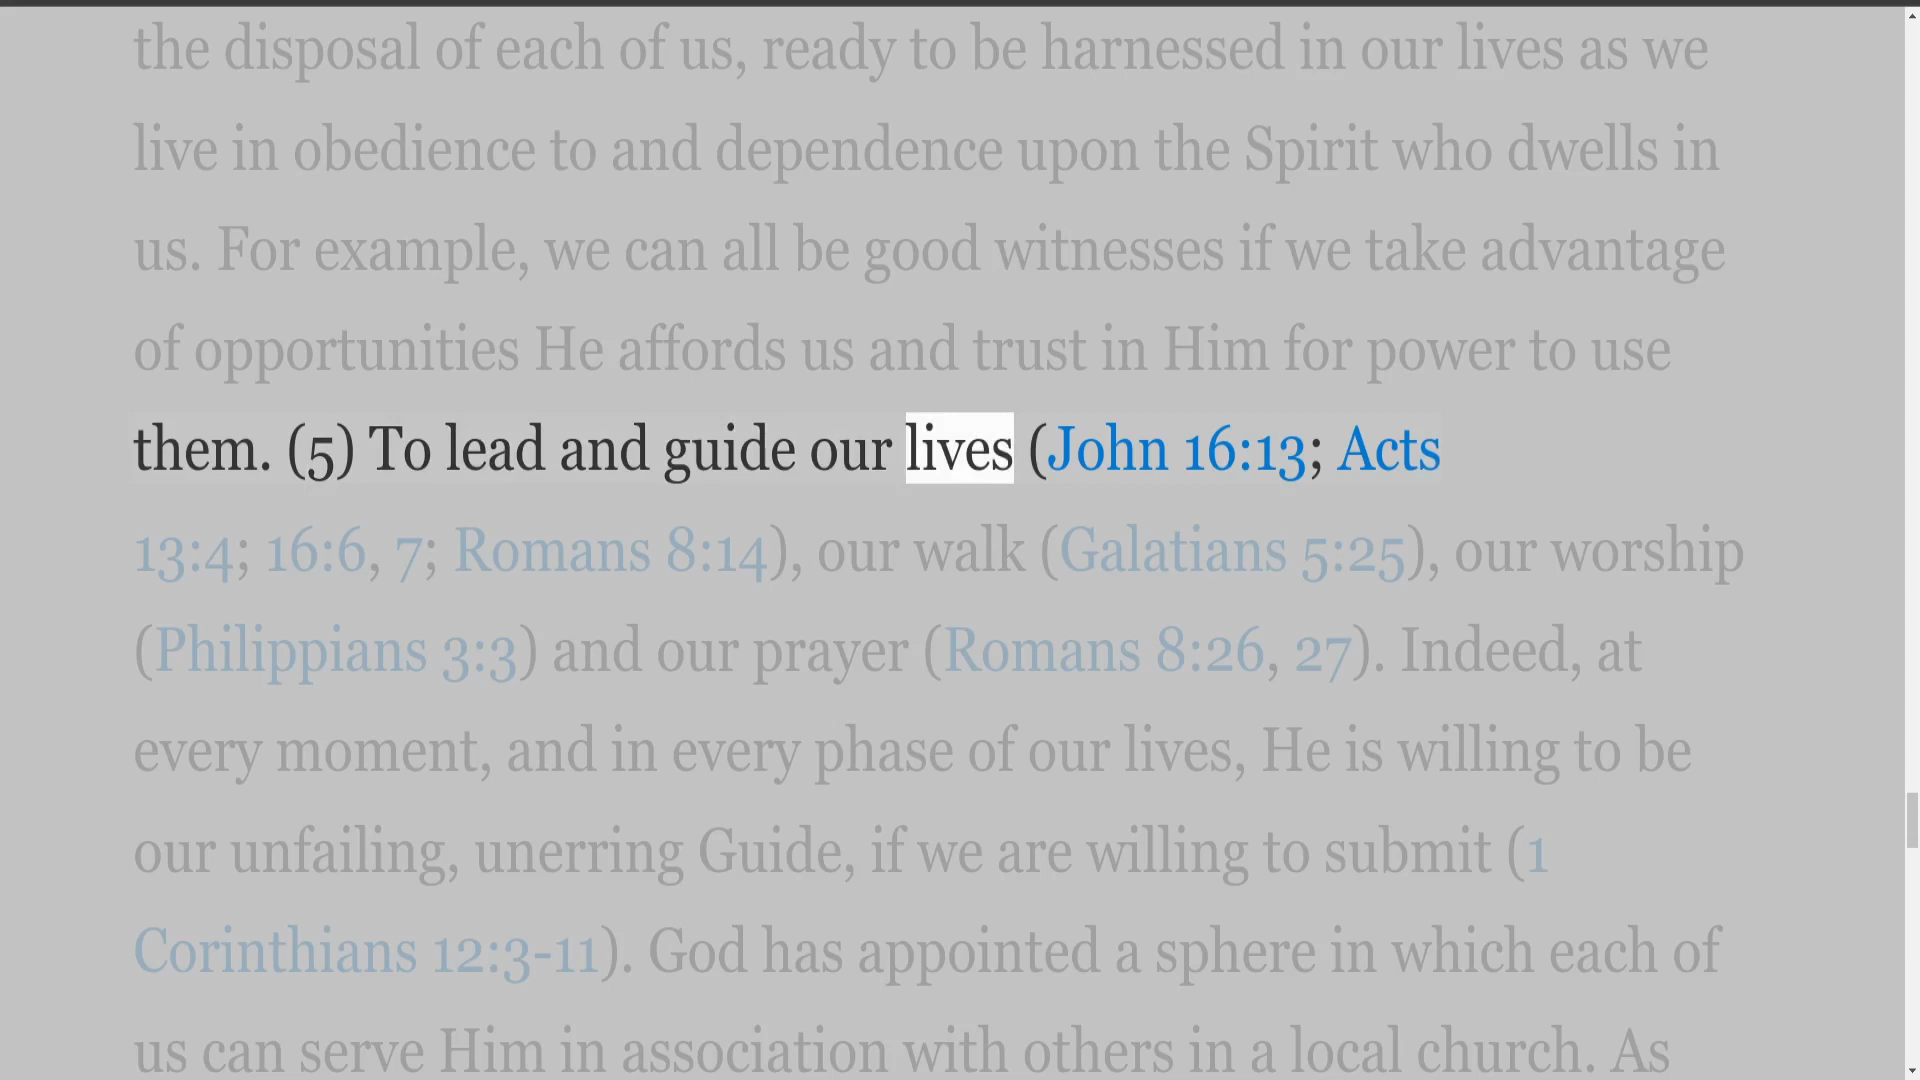 the disposal of each of us, ready to be harnessed in our lives as we
live in obedience to and dependence upon the Spirit who dwells in
us. For example, we can all be good witnesses if we take advantage
of opportunities He affords us and trust in Him for power to use
them. (5) To lead and guide our lives (John 16:13; Acts
13:4; 16:6, 7; Romans 8:14), our walk (Galatians 5:25), our worship
(Philippians 3:3) and our prayer (Romans 8:26, 27). Indeed, at
every moment, and in every phase of our lives, He is willing to be
our unfailing, unerring Guide, if we are willing to submit (1
Corinthians 12:3-11). God has appointed a sphere in which each of
us can serve Him in association with others in a local church. As